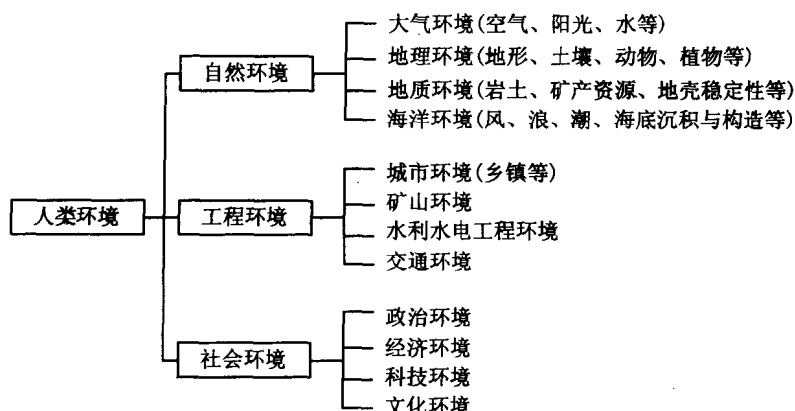 大气环境(空气、阳光、水等)
自然环境
地理环境(地形、土壤、动物、植物等)
地质环境(岩土、矿产资源、地壳稳定性等)
海洋环境(风、浪、潮、海底沉积与构造等)
人类环境
工程环境
城市环境(乡镇等)
矿山环境
水利水电工程环境
交通环境
社会环境
政治环境
经济环境
科技环境
文化环境